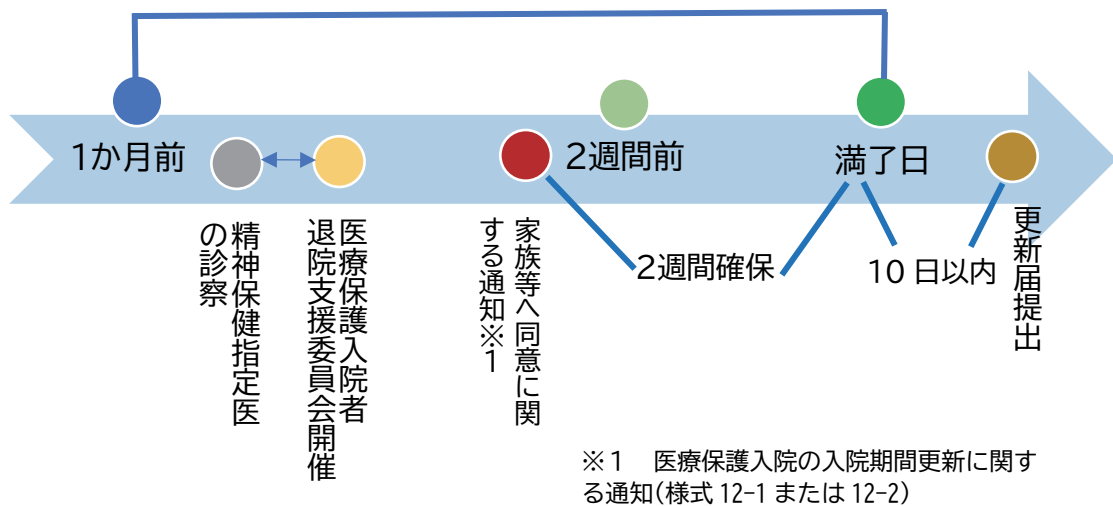 1か月前
2週間前
満了日
精神保健指定医
の診察
医療保護入院者
退院支援委員会開催
家族等へ同意に関
する通知※1
2週間確保
10日以内
更新届提出
※1 医療保護入院の入院期間更新に関す
る通知(様式 12-1 または 12-2)